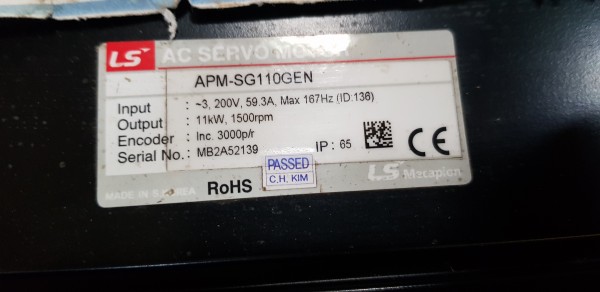 LS AC SERVO MOTOR
APM-SG110GEN
Input : ~3, 200V, 59.3A, Max 167Hz (ID:136)
Output : 11kW, 1500rpm
Encoder : Inc. 3000p/r
Serial No. : MB2A52139 IP : 65 CE
PASSED
C.H. KIM
MADE IN S.KOREA RoHS LS Mecapion